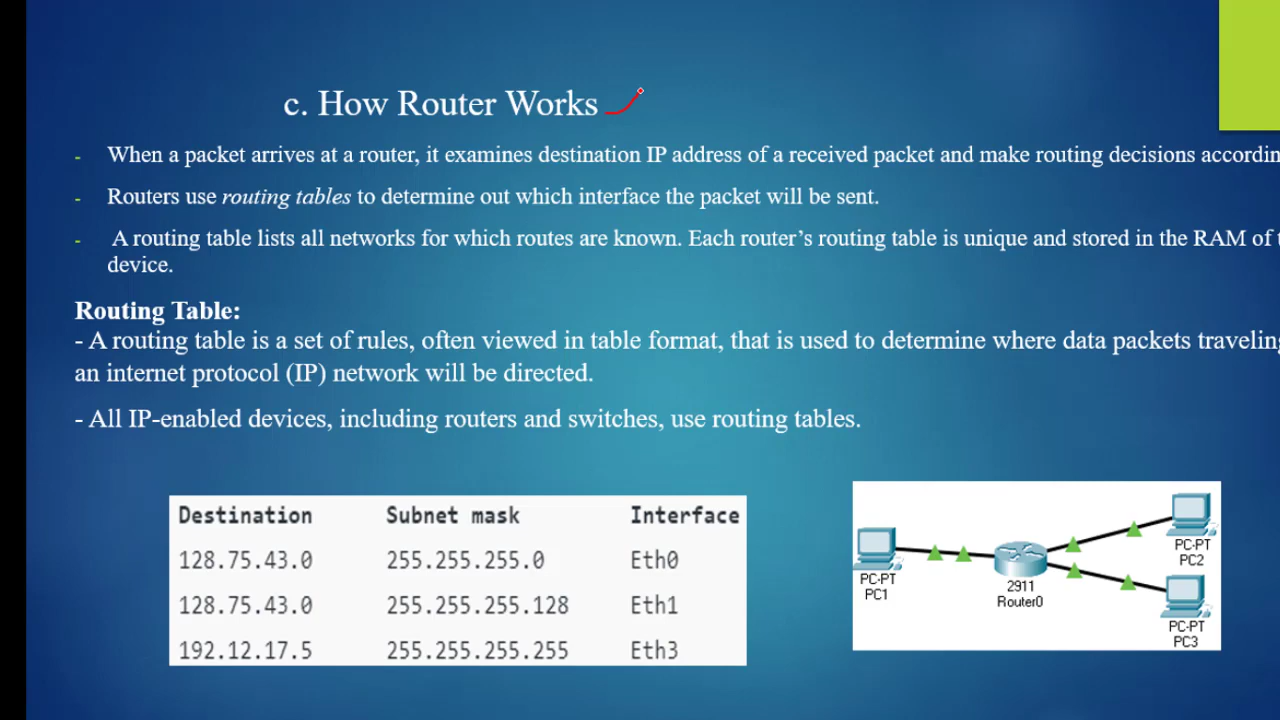 c. How Router Works
- When a packet arrives at a router, it examines destination IP address of a received packet and make routing decisions
- Routers use routing tables to determine out which interface the packet will be sent.
- A routing table lists all networks for which routes are known. Each router’s routing table is unique and stored in the RAM of
device.
Routing Table:
- A routing table is a set of rules, often viewed in table format, that is used to determine where data packets
an internet protocol (IP) network will be directed.
- All IP-enabled devices, including routers and switches, use routing tables.
Destination Subnet mask Interface
128.75.43.0 255.255.255.0 Eth0
128.75.43.0 255.255.255.128 Eth1
192.12.17.5 255.255.255.255 Eth3
PC-PT
PC1
2911
Router0
PC-PT
PC2
PC-PT
PC3